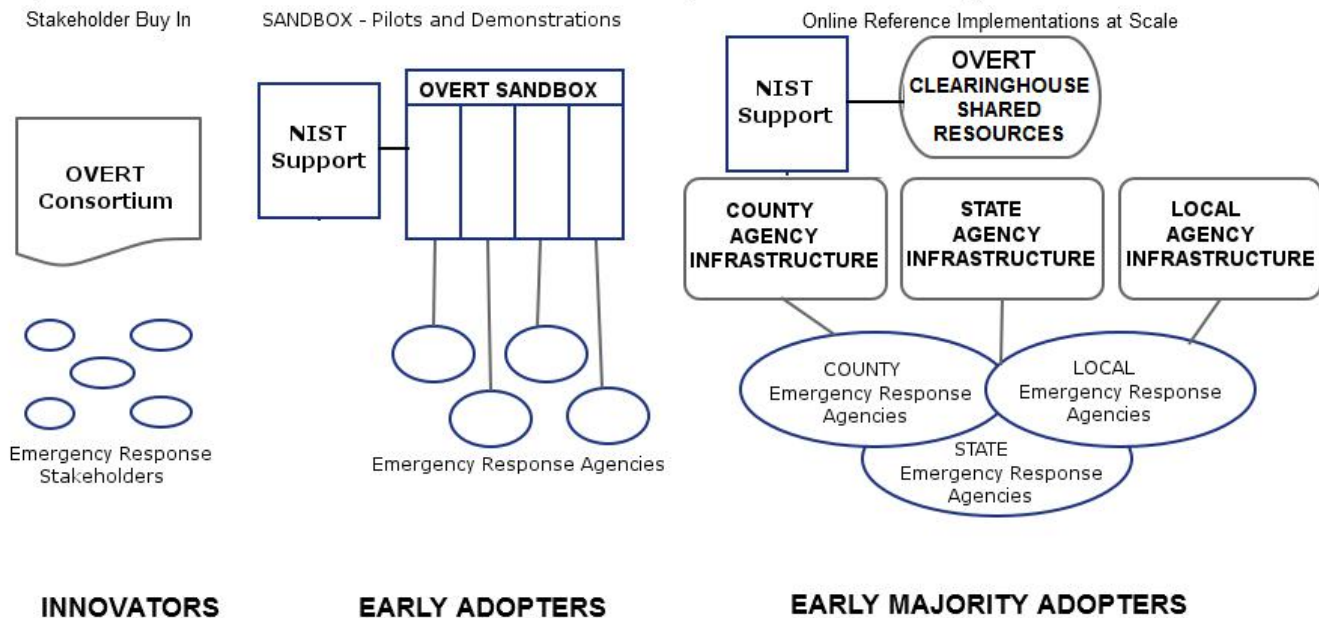 Stakeholder Buy In
OVERT
Consortium
Emergency Response
Stakeholders
INNOVATORS
SANDBOX - Pilots and Demonstrations
NIST
Support
OVERT SANDBOX
Emergency Response Agencies
EARLY ADOPTERS
Online Reference Implementations at Scale
NIST
Support
OVERT
CLEARINGHOUSE
SHARED
RESOURCES
COUNTY
AGENCY
INFRASTRUCTURE
STATE
AGENCY
INFRASTRUCTURE
LOCAL
AGENCY
INFRASTRUCTURE
COUNTY
Emergency Response
Agencies
LOCAL
Emergency Response
Agencies
STATE
Emergency Response
Agencies
EARLY MAJORITY ADOPTERS